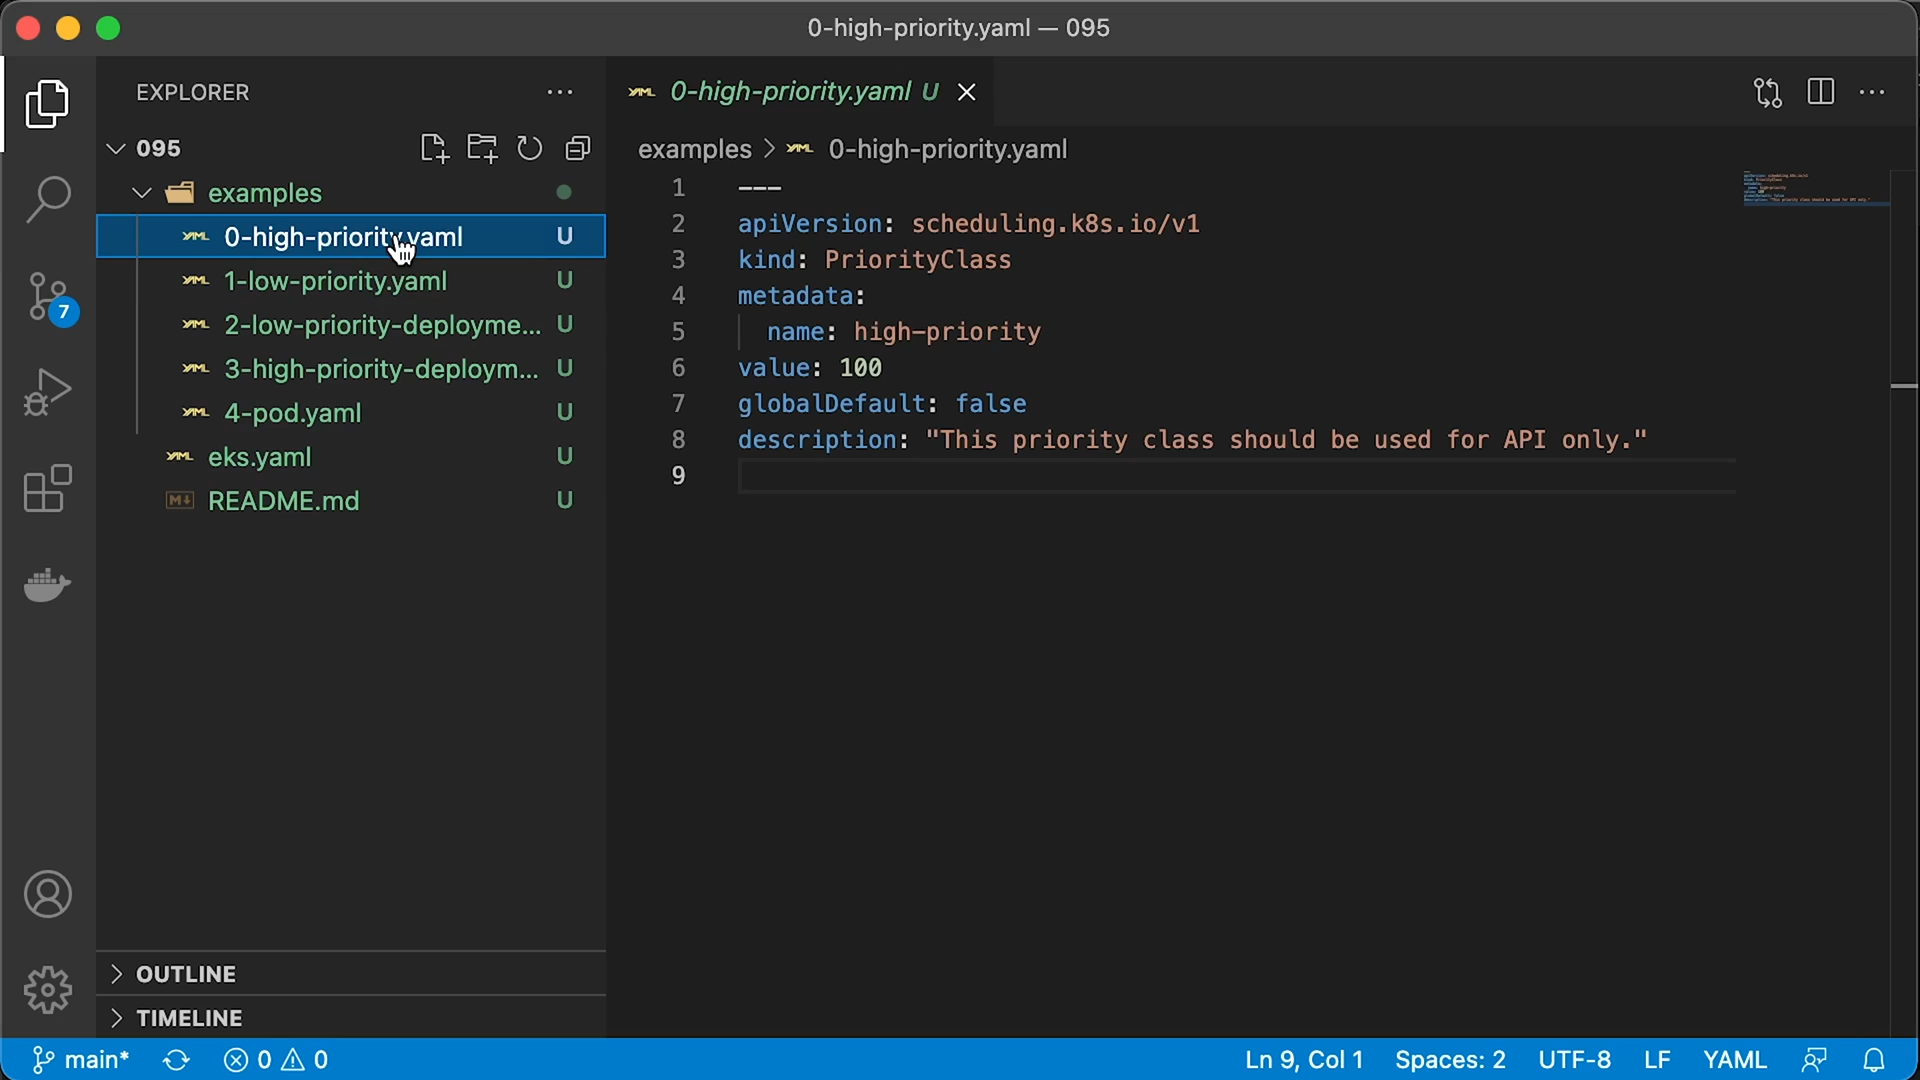 0-high-priority.yaml — 095
EXPLORER
0-high-priority.yaml U
095
examples > 0-high-priority.yaml
examples
0-high-priority.yaml U
1-low-priority.yaml U
2-low-priority-deployme... U
3-high-priority-deploym... U
4-pod.yaml U
eks.yaml U
README.md U
7
1 ---
2 apiVersion: scheduling.k8s.io/v1
3 kind: PriorityClass
4 metadata:
5 name: high-priority
6 value: 100
7 globalDefault: false
8 description: "This priority class should be used for API only."
9
OUTLINE
TIMELINE
main* 0 0 Ln 9, Col 1 Spaces: 2 UTF-8 LF YAML